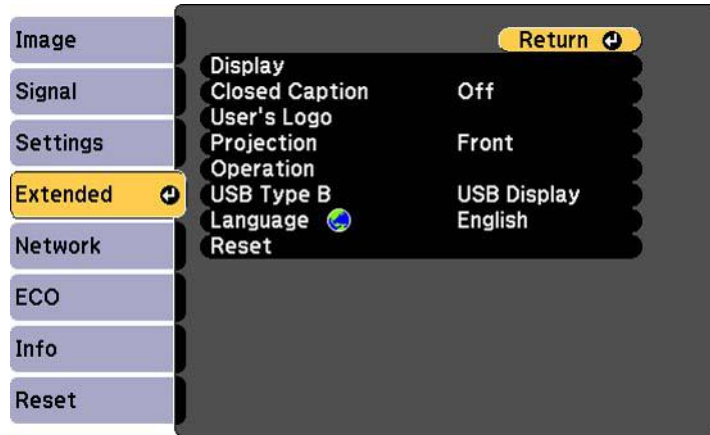 Image
Signal
Settings
Extended
Network
ECO
Info
Reset
Return
Display
Closed Caption Off
User's Logo
Projection Front
Operation
USB Type B USB Display
Language English
Reset